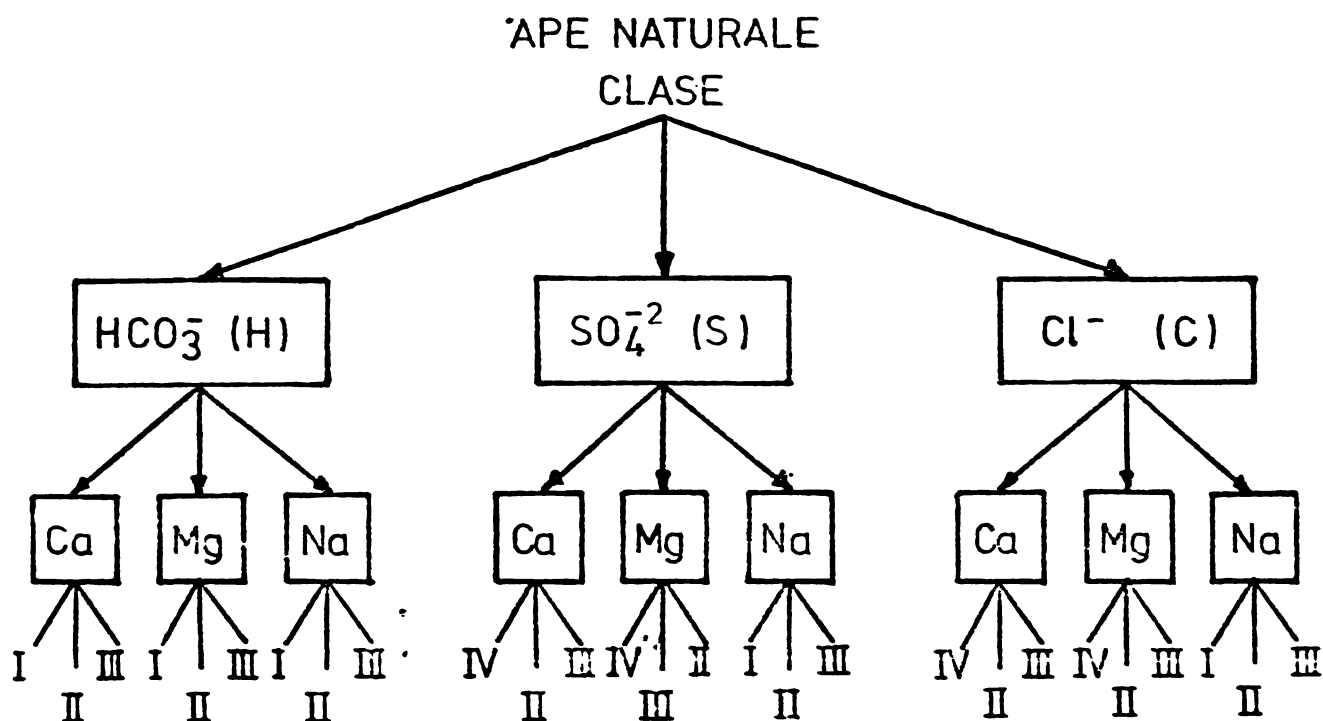 APE NATURALE
CLASE
HCO₃⁻ (H) SO₄⁻² (S) Cl⁻ (C)
Ca Mg Na Ca Mg Na Ca Mg Na
I III I III I III IV III IV II I III IV III IV III I III
II II II II III II II II II